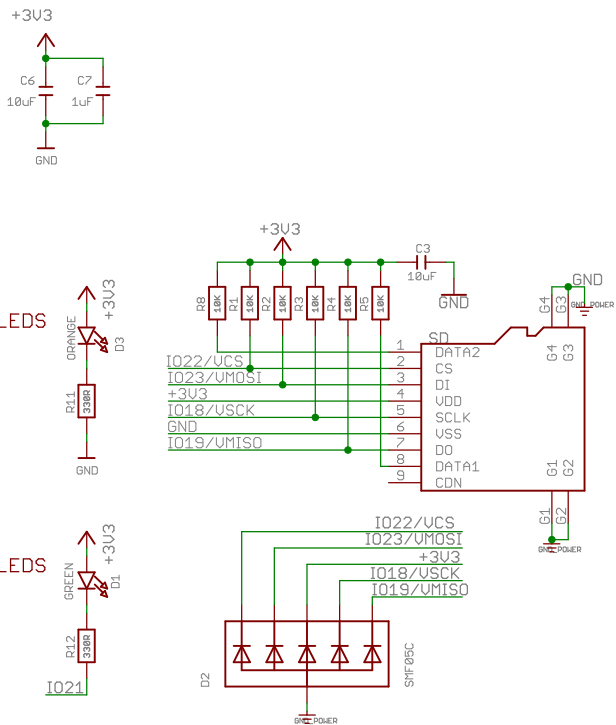 +3V3
C6
C7
10uF
1uF
GND
+3V3
C3
10uF
GND
GND
GND_POWER
G4
G3
R8
10K
R1
10K
R2
10K
R3
10K
R4
10K
R5
10K
LEDS
ORANGE
+3V3
D3
R11
330R
GND
SD
1
DATA2
IO22/VCS
2
CS
IO23/VMOSI
3
DI
+3V3
4
VDD
IO18/VSCK
5
SCLK
GND
6
VSS
IO19/VMISO
7
DO
8
DATA1
9
CDN
G4
G3
G1
G2
G1
G2
GND_POWER
LEDS
GREEN
+3V3
D1
R12
330R
IO21
IO22/VCS
IO23/VMOSI
+3V3
IO18/VSCK
IO19/VMISO
D2
SMF05C
GND_POWER